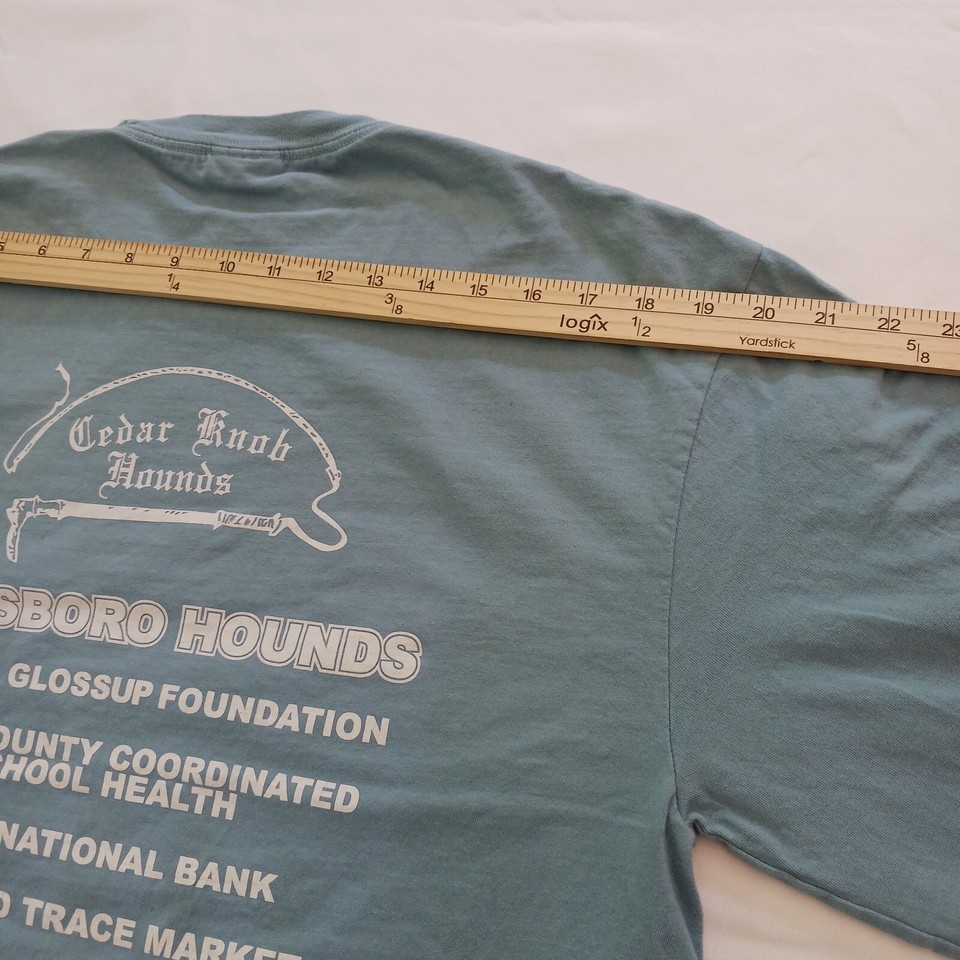 5 6 7 8 9 10 11 12 13 14 15 16 17 18 19 20 21 22 23
1/4 3/8 logix 1/2 Yardstick 5/8
Cedar Knob
Hounds
SBORO HOUNDS
GLOSSUP FOUNDATION
OUNTY COORDINATED
CHOOL HEALTH
NATIONAL BANK
D TRACE MARKET